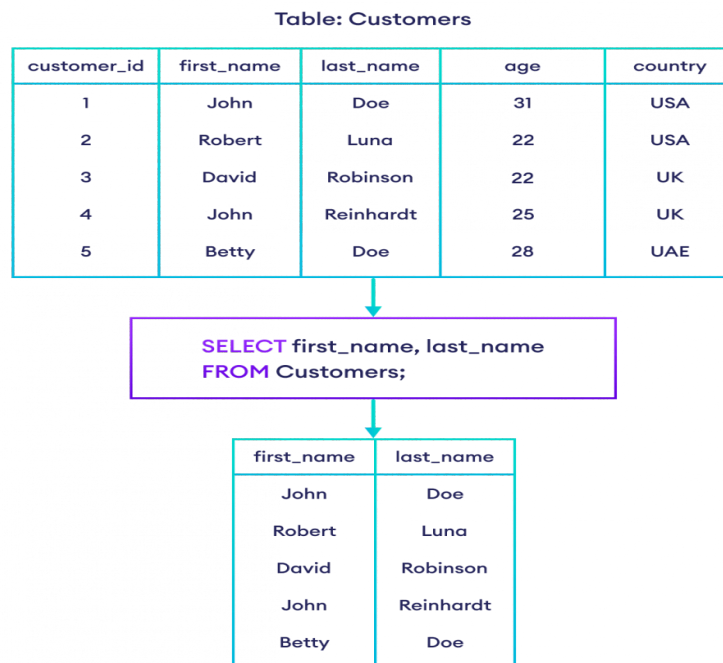 Table: Customers
customer_id first_name last_name age country
1 John Doe 31 USA
2 Robert Luna 22 USA
3 David Robinson 22 UK
4 John Reinhardt 25 UK
5 Betty Doe 28 UAE
SELECT first_name, last_name
FROM Customers;
first_name last_name
John Doe
Robert Luna
David Robinson
John Reinhardt
Betty Doe